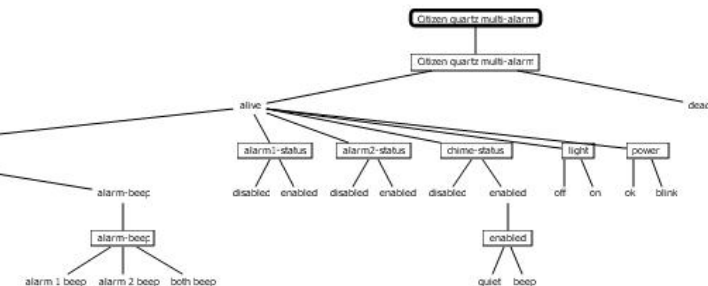 Citizen quartz multi-alarm
Citizen quartz multi-alarm
alive
dead
alarm1-status alarm2-status chime-status light power
alarm-beep disabled enabled disabled enabled disabled enabled off on ok blink
alarm-beep enabled
alarm 1 beep alarm 2 beep both beep quiet beep